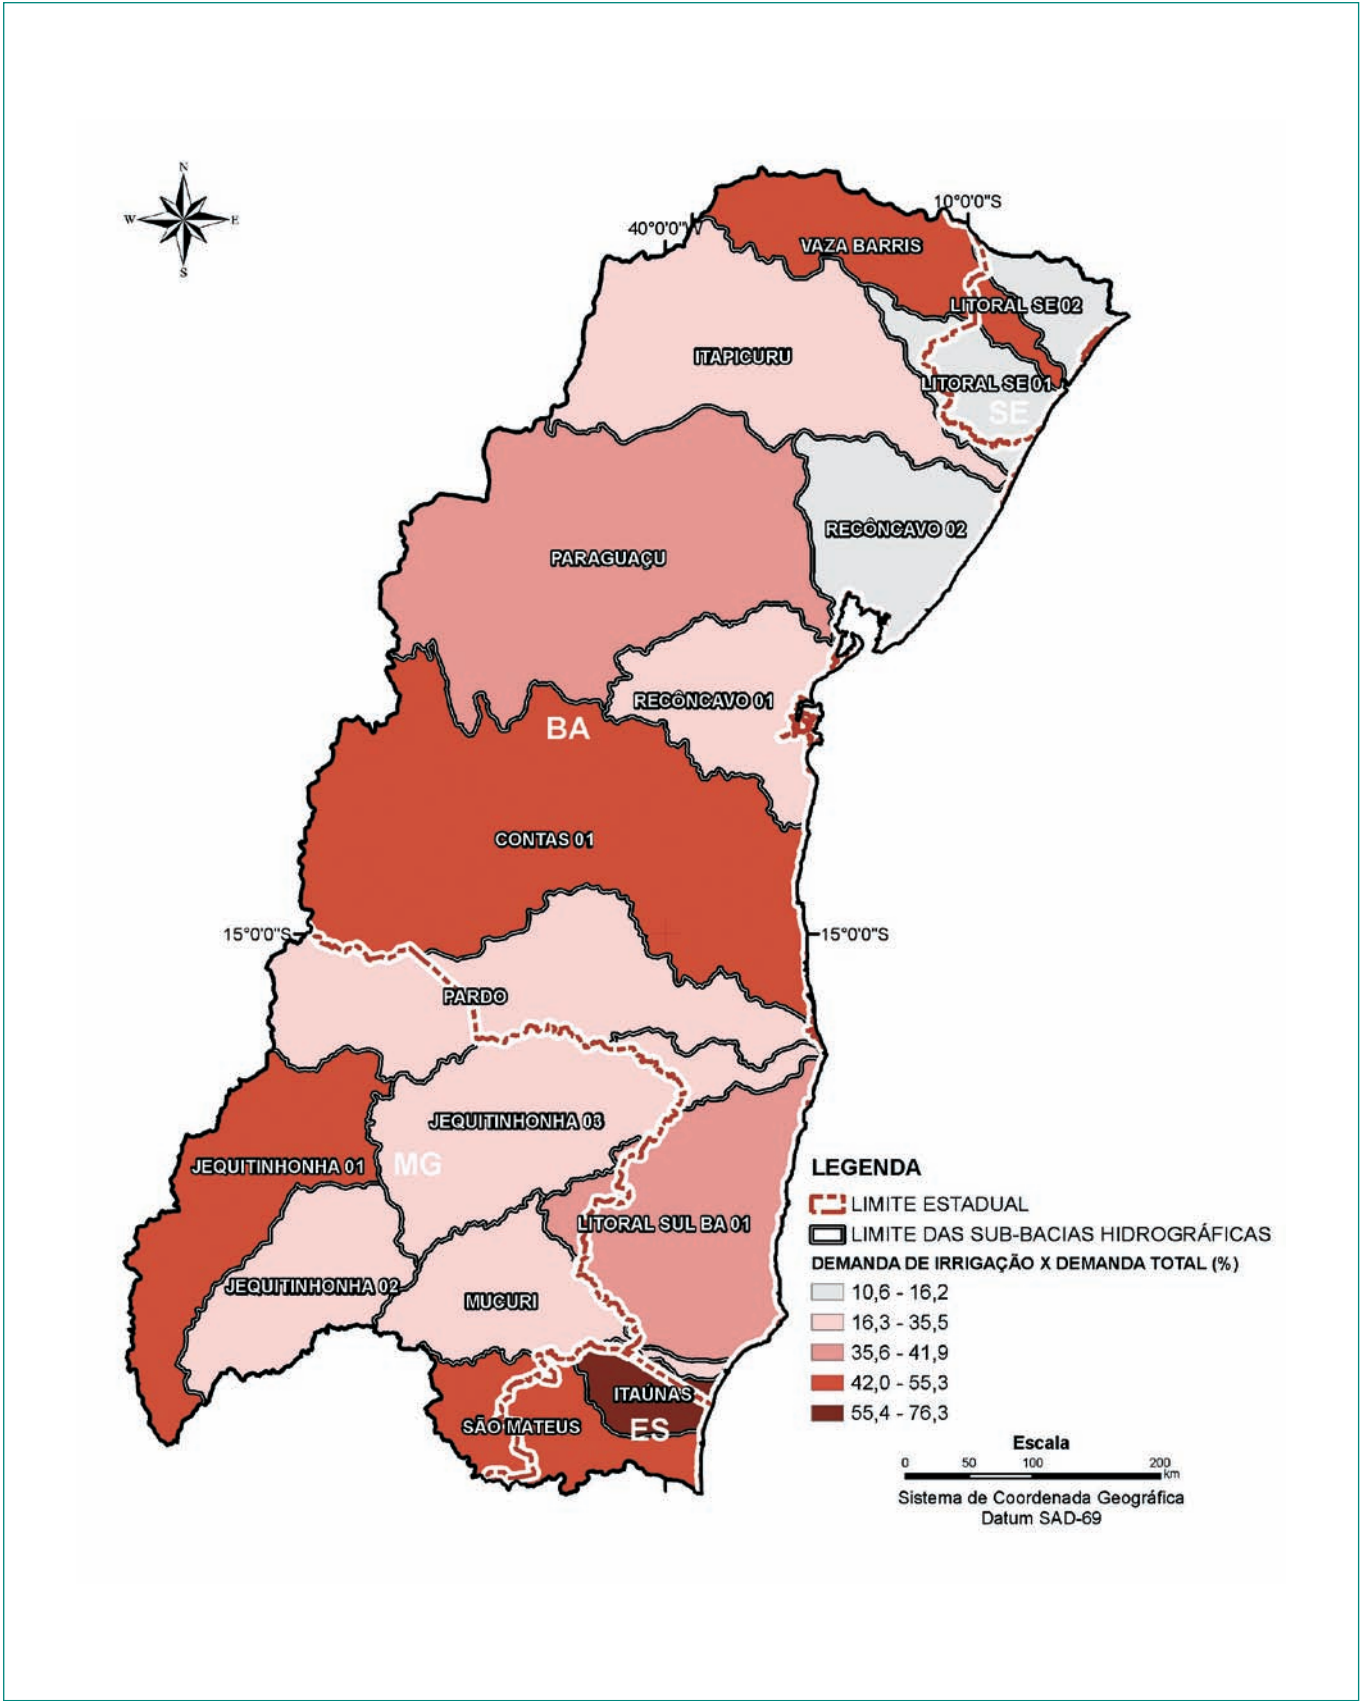 N
W E
S
10°0'0"S
40°0'0"W
VAZA BARRIS
LITORAL SE 02
ITAPICURU
LITORAL SE 01
SE
RECÔNCAVO 02
PARAGUAÇU
RECÔNCAVO 01
BA
CONTAS 01
15°0'0"S
15°0'0"S
PARDO
JEQUITINHONHA 03
JEQUITINHONHA 01
MG
LITORAL SUL BA 01
JEQUITINHONHA 02
MUCURI
ITAÚNAS
SÃO MATEUS
ES
LEGENDA
LIMITE ESTADUAL
LIMITE DAS SUB-BACIAS HIDROGRÁFICAS
DEMANDA DE IRRIGAÇÃO X DEMANDA TOTAL (%)
10,6 - 16,2
16,3 - 35,5
35,6 - 41,9
42,0 - 55,3
55,4 - 76,3
Escala
0 50 100 200
km
Sistema de Coordenada Geográfica
Datum SAD-69